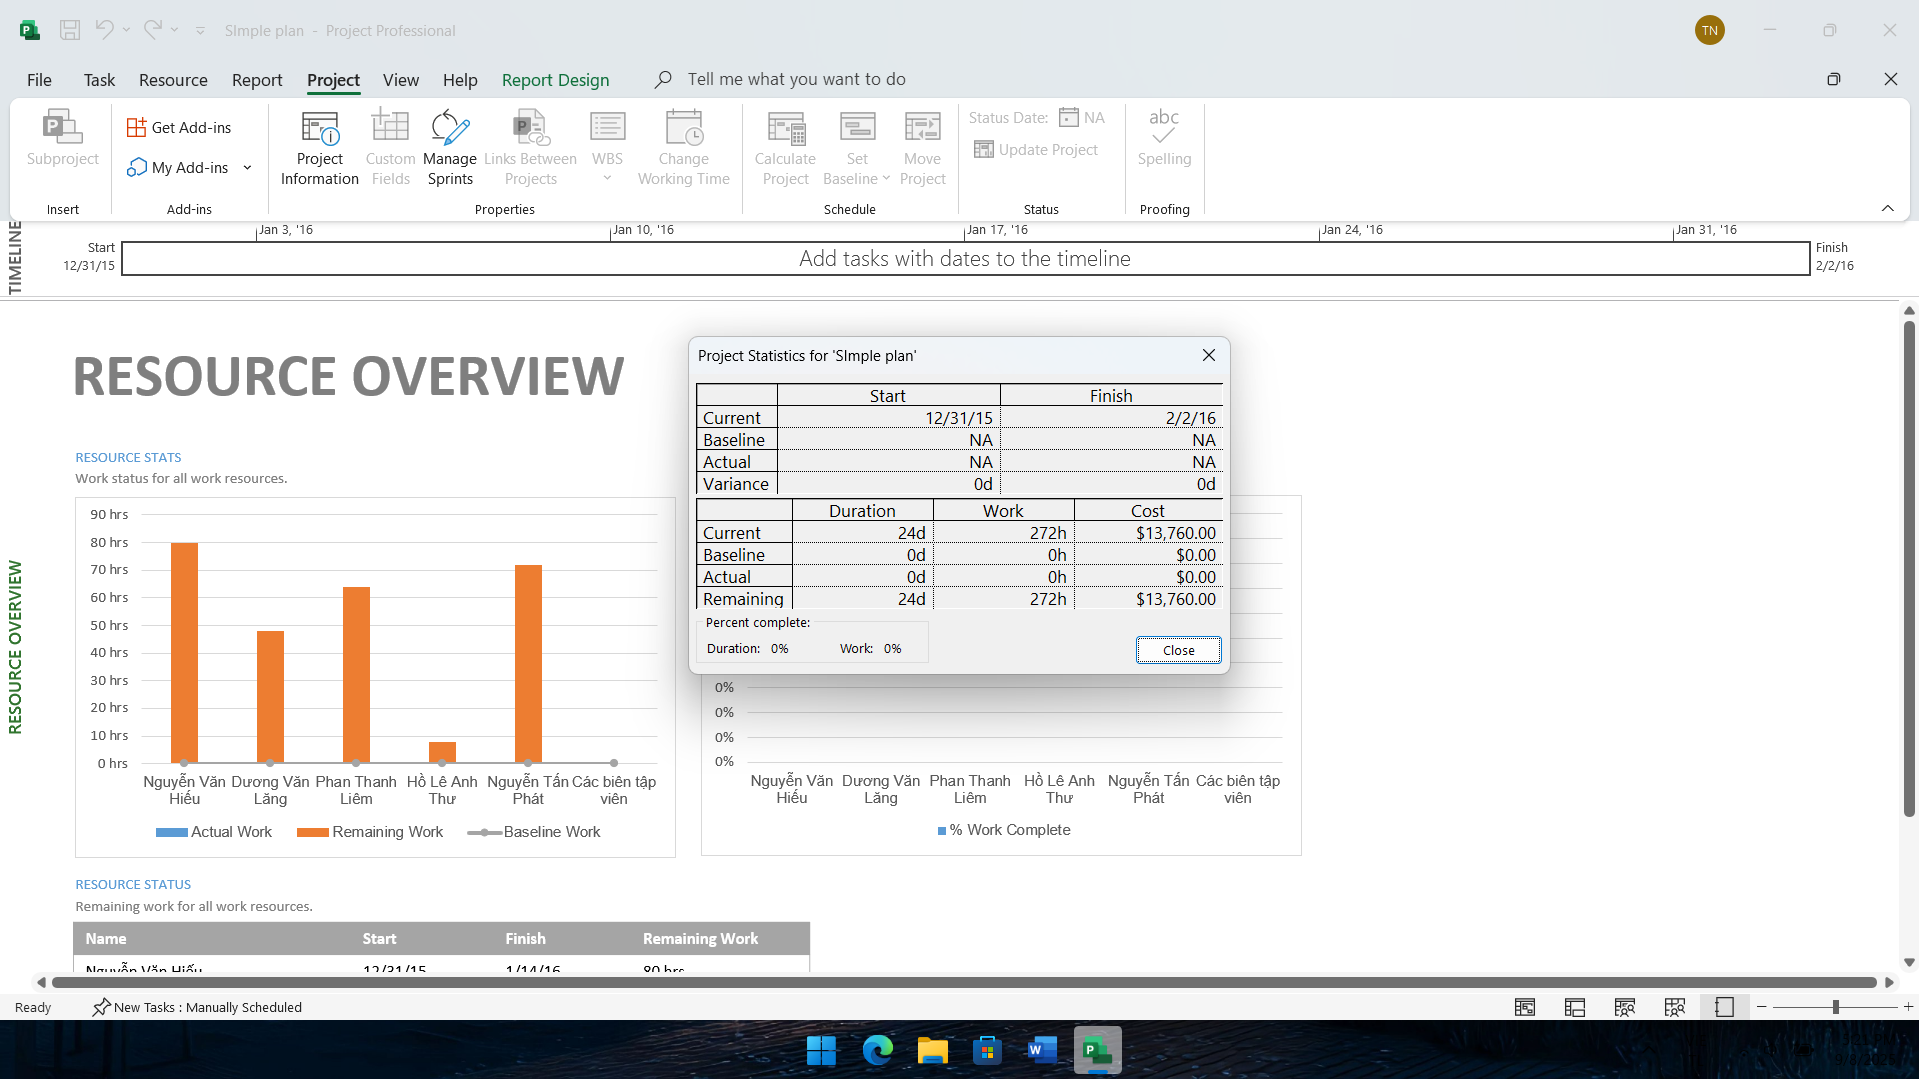 SImple plan - Project Professional
TN
File Task Resource Report Project View Help Report Design Tell me what you want to do
Subproject
Insert
Get Add-ins
My Add-ins
Add-ins
Project Information
Custom Fields
Manage Sprints
Links Between Projects
WBS
Change Working Time
Properties
Calculate Project
Set Baseline
Move Project
Schedule
Status Date: NA
Update Project
Status
abc
Spelling
Proofing
TIMELINE
Jan 3, '16 Jan 10, '16 Jan 17, '16 Jan 24, '16 Jan 31, '16
Start
12/31/15
Add tasks with dates to the timeline
Finish
2/2/16
RESOURCE OVERVIEW
RESOURCE OVERVIEW
RESOURCE STATS
Work status for all work resources.
90 hrs
80 hrs
70 hrs
60 hrs
50 hrs
40 hrs
30 hrs
20 hrs
10 hrs
0 hrs
Nguyễn Văn Hiếu
Dương Văn Lăng
Phan Thanh Liêm
Hồ Lê Anh Thư
Nguyễn Tấn Phát
Các biên tập viên
Actual Work Remaining Work Baseline Work
Project Statistics for 'SImple plan'
Start Finish
Current 12/31/15 2/2/16
Baseline NA NA
Actual NA NA
Variance 0d 0d
Duration Work Cost
Current 24d 272h $13,760.00
Baseline 0d 0h $0.00
Actual 0d 0h $0.00
Remaining 24d 272h $13,760.00
Percent complete:
Duration: 0% Work: 0%
Close
0%
0%
0%
0%
Nguyễn Văn Hiếu
Dương Văn Lăng
Phan Thanh Liêm
Hồ Lê Anh Thư
Nguyễn Tấn Phát
Các biên tập viên
% Work Complete
RESOURCE STATUS
Remaining work for all work resources.
Name Start Finish Remaining Work
Nguyễn Văn Hiếu 12/31/15 1/14/16 80 hrs
Ready New Tasks : Manually Scheduled